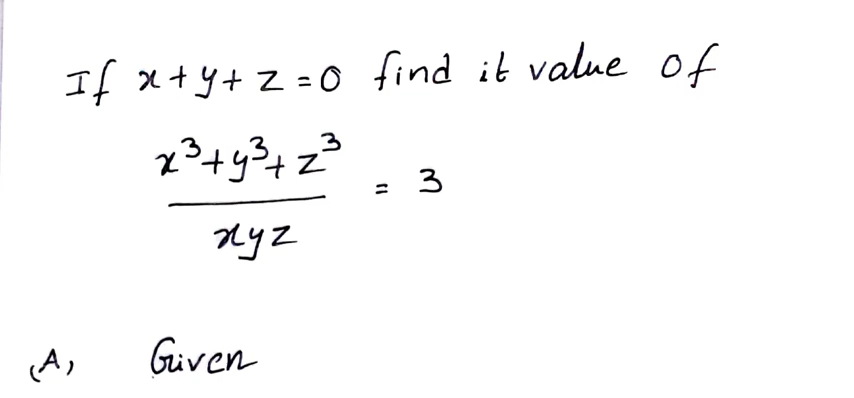 If x+y+z=0 find it value of
x³+y³+z³
= 3
xyz
(A, Given